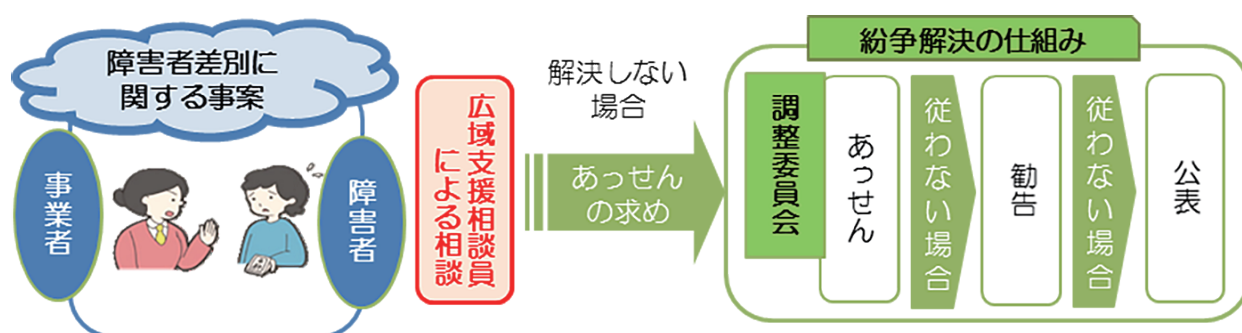 障害者差別に
関する事案
事業者
障害者
広域支援相談員
による相談
解決しない
場合
あっせん
の求め
紛争解決の仕組み
調整委員会
あっせん
従わない場合
勧告
従わない場合
公表